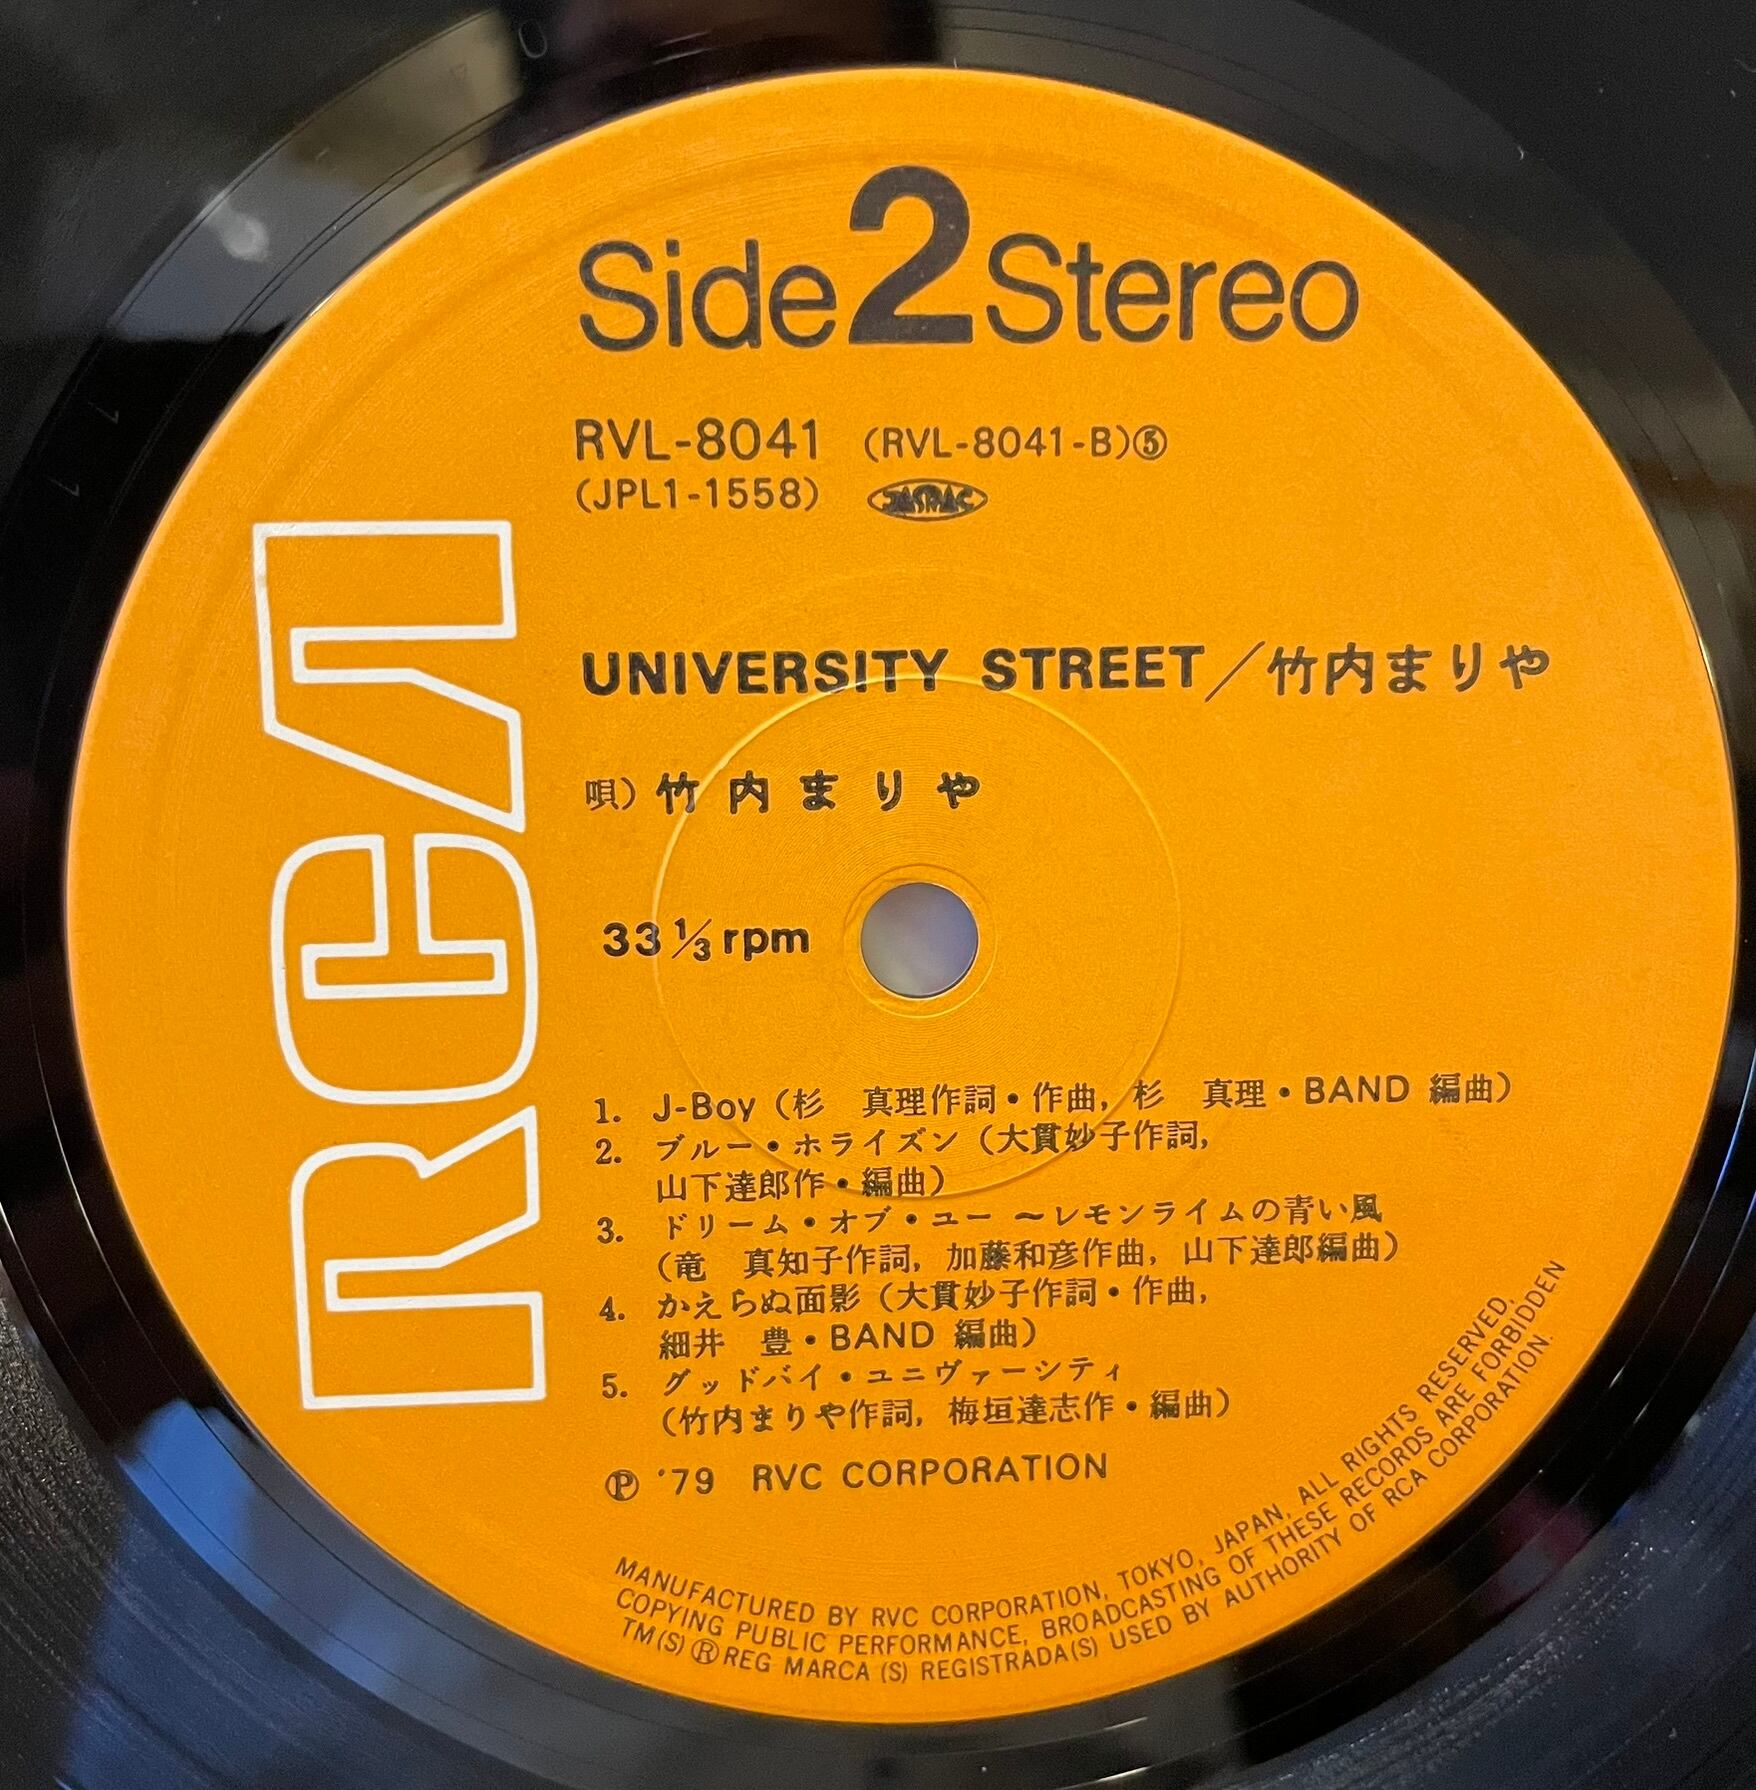 Side 2 Stereo
RVL-8041 (RVL-8041-B)⑤
(JPL1-1558) JASRAC
RCA
UNIVERSITY STREET／竹内まりや
唄）竹内まりや
33 1/3 rpm
1. J-Boy（杉　真理作詞・作曲, 杉　真理・BAND 編曲）
2. ブルー・ホライズン（大貫妙子作詞,
山下達郎作・編曲）
3. ドリーム・オブ・ユー 〜レモンライムの青い風
（竜　真知子作詞, 加藤和彦作曲, 山下達郎編曲）
4. かえらぬ面影（大貫妙子作詞・作曲,
細井　豊・BAND 編曲）
5. グッドバイ・ユニヴァーシティ
（竹内まりや作詞, 梅垣達志作・編曲）
Ⓟ '79 RVC CORPORATION
MANUFACTURED BY RVC CORPORATION, TOKYO, JAPAN, ALL RIGHTS RESERVED,
COPYING PUBLIC PERFORMANCE, BROADCASTING OF THESE RECORDS ARE FORBIDDEN
TM(S) ® REG MARCA (S) REGISTRADA(S) USED BY AUTHORITY OF RCA CORPORATION.